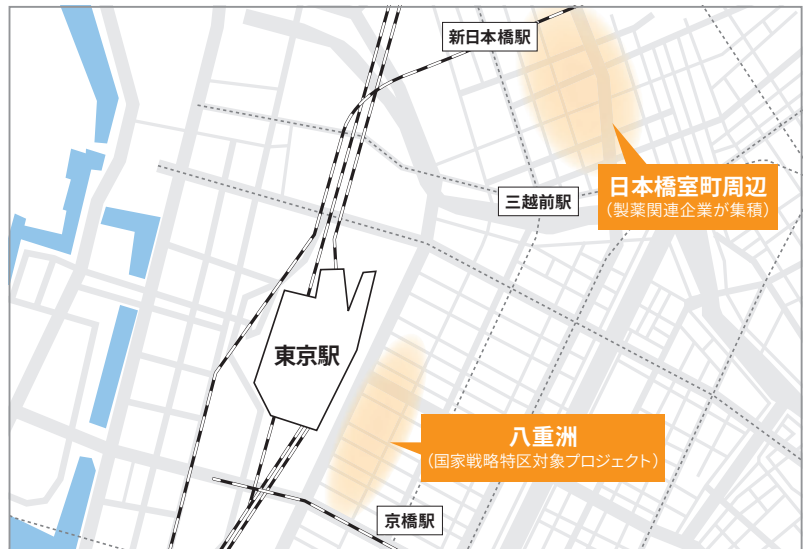 新日本橋駅
日本橋室町周辺
（製薬関連企業が集積）
三越前駅
東京駅
八重洲
（国家戦略特区対象プロジェクト）
京橋駅